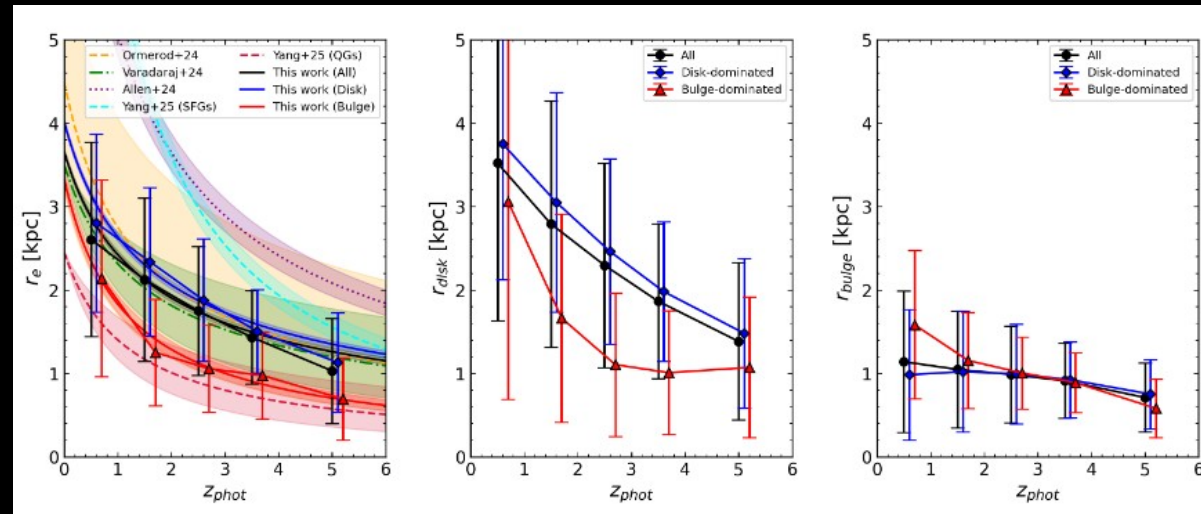 Ormerod+24
Varadaraj+24
Allen+24
Yang+25 (SFGs)
Yang+25 (QGs)
This work (All)
This work (Disk)
This work (Bulge)
5
4
3
2
1
0
r_e [kpc]
0 1 2 3 4 5 6
z_phot
All
Disk-dominated
Bulge-dominated
5
4
3
2
1
0
r_disk [kpc]
0 1 2 3 4 5 6
z_phot
All
Disk-dominated
Bulge-dominated
5
4
3
2
1
0
r_bulge [kpc]
0 1 2 3 4 5 6
z_phot